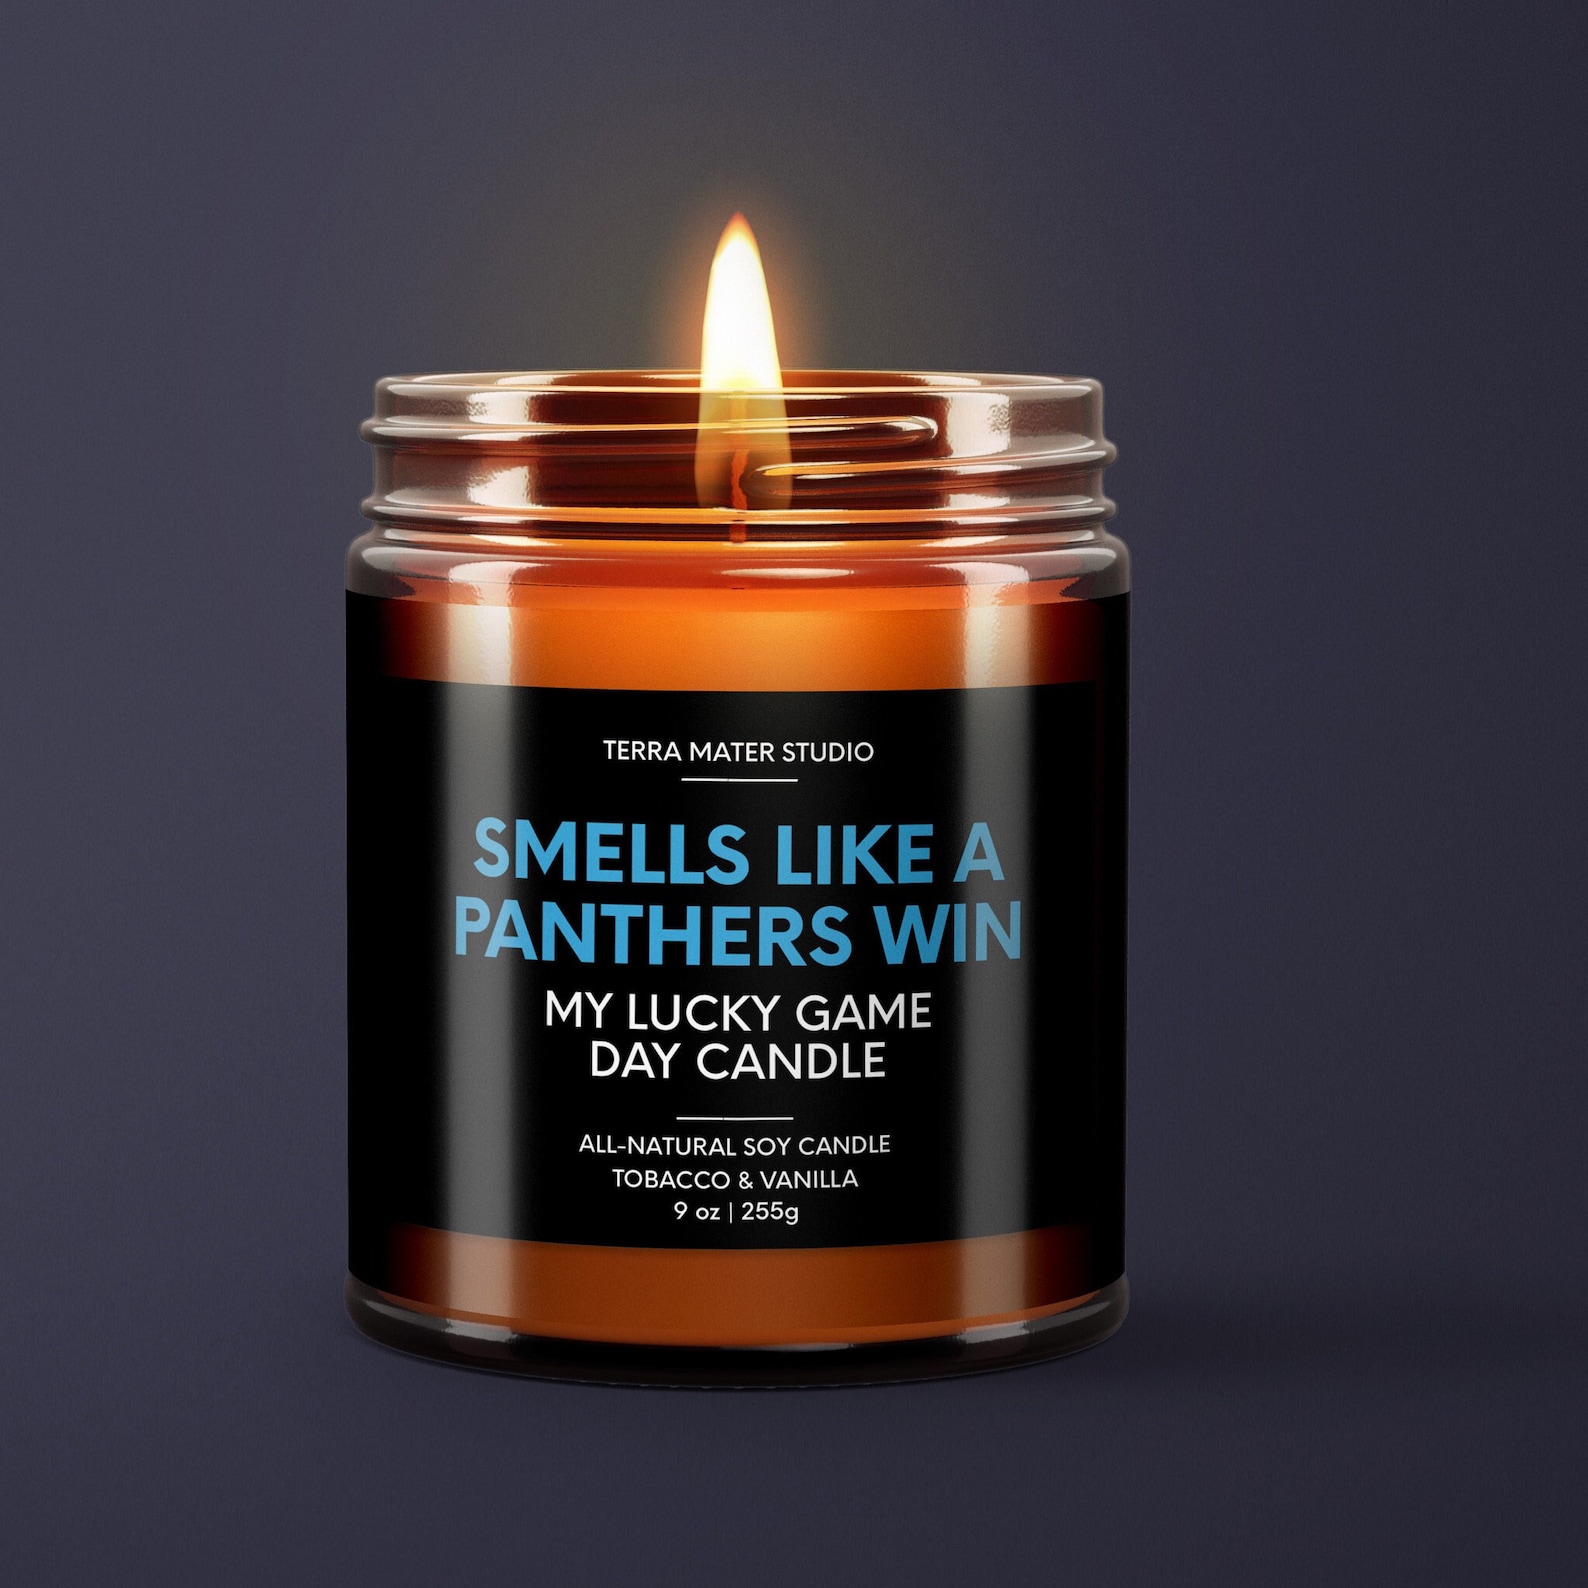 TERRA MATER STUDIO
SMELLS LIKE A
PANTHERS WIN
MY LUCKY GAME
DAY CANDLE
ALL-NATURAL SOY CANDLE
TOBACCO & VANILLA
9 oz | 255g